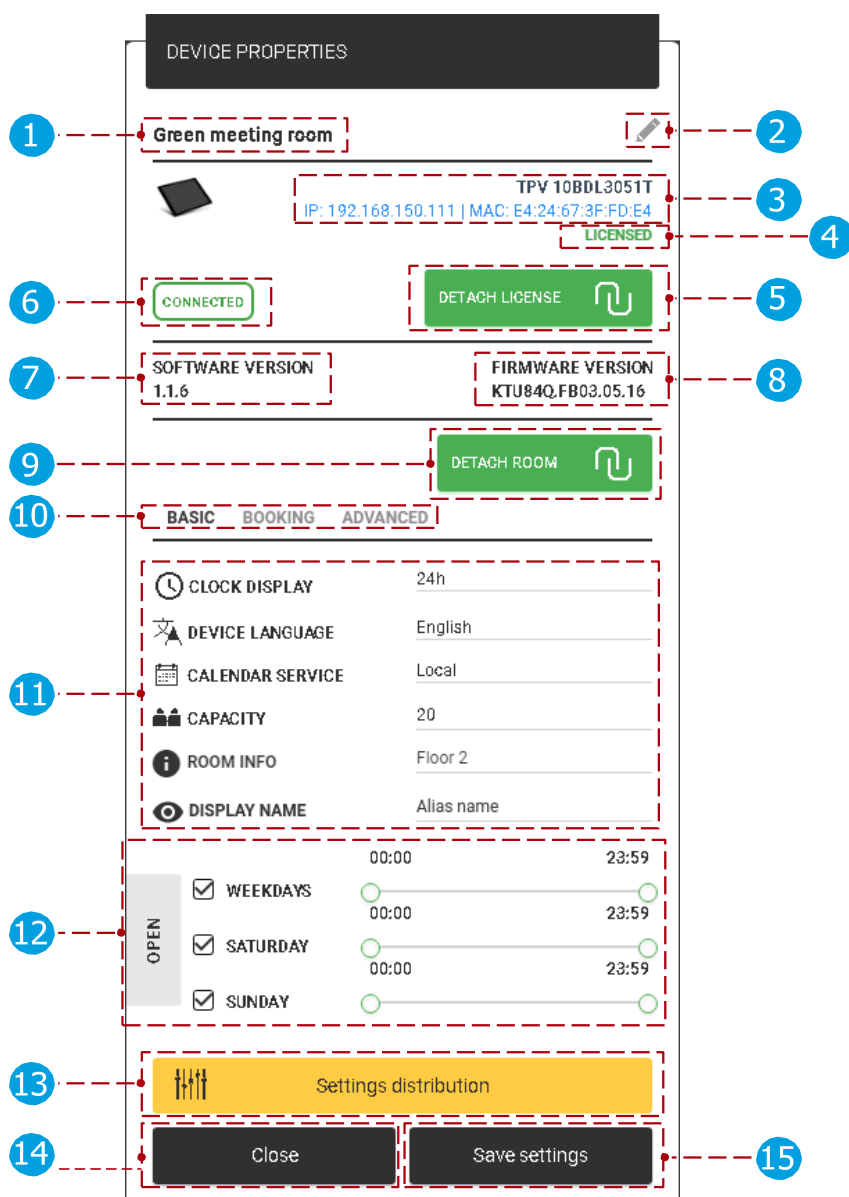 DEVICE PROPERTIES
1 Green meeting room 2
TPV 10BDL3051T
3
IP: 192.168.150.111 | MAC: E4:24:67:3F:FD:E4
LICENSED 4
6 CONNECTED DETACH LICENSE 5
SOFTWARE VERSION FIRMWARE VERSION
7 8
1.1.6 KTU84Q.FB03.05.16
9 DETACH ROOM
10 BASIC BOOKING ADVANCED
CLOCK DISPLAY 24h
DEVICE LANGUAGE English
CALENDAR SERVICE Local
11
CAPACITY 20
ROOM INFO Floor 2
DISPLAY NAME Alias name
00:00 23:59
WEEKDAYS
00:00 23:59
12 OPEN
SATURDAY
00:00 23:59
SUNDAY
13 Settings distribution
14 Close Save settings 15